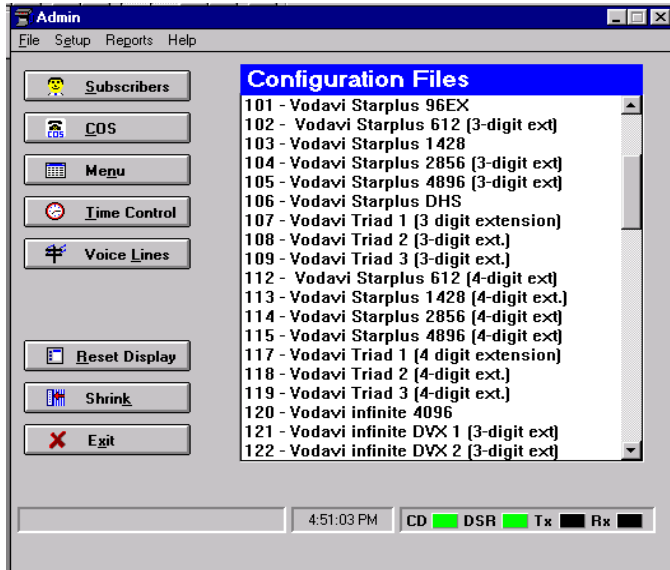 Admin
File Setup Reports Help
Subscribers
COS
COS
Menu
Time Control
Voice Lines
Reset Display
Shrink
Exit
Configuration Files
101 - Vodavi Starplus 96EX
102 -  Vodavi Starplus 612 (3-digit ext)
103 - Vodavi Starplus 1428
104 - Vodavi Starplus 2856 (3-digit ext)
105 - Vodavi Starplus 4896 (3-digit ext)
106 - Vodavi Starplus DHS
107 - Vodavi Triad 1 (3 digit extension)
108 - Vodavi Triad 2 (3-digit ext.)
109 - Vodavi Triad 3 (3-digit ext.)
112 -  Vodavi Starplus 612 (4-digit ext)
113 - Vodavi Starplus 1428 (4-digit ext.)
114 - Vodavi Starplus 2856 (4-digit ext)
115 - Vodavi Starplus 4896 (4-digit ext)
117 - Vodavi Triad 1 (4 digit extension)
118 - Vodavi Triad 2 (4-digit ext.)
119 - Vodavi Triad 3 (4-digit ext.)
120 - Vodavi infinite 4096
121 - Vodavi infinite DVX 1 (3-digit ext)
122 - Vodavi infinite DVX 2 (3-digit ext)
4:51:03 PM CD DSR Tx Rx